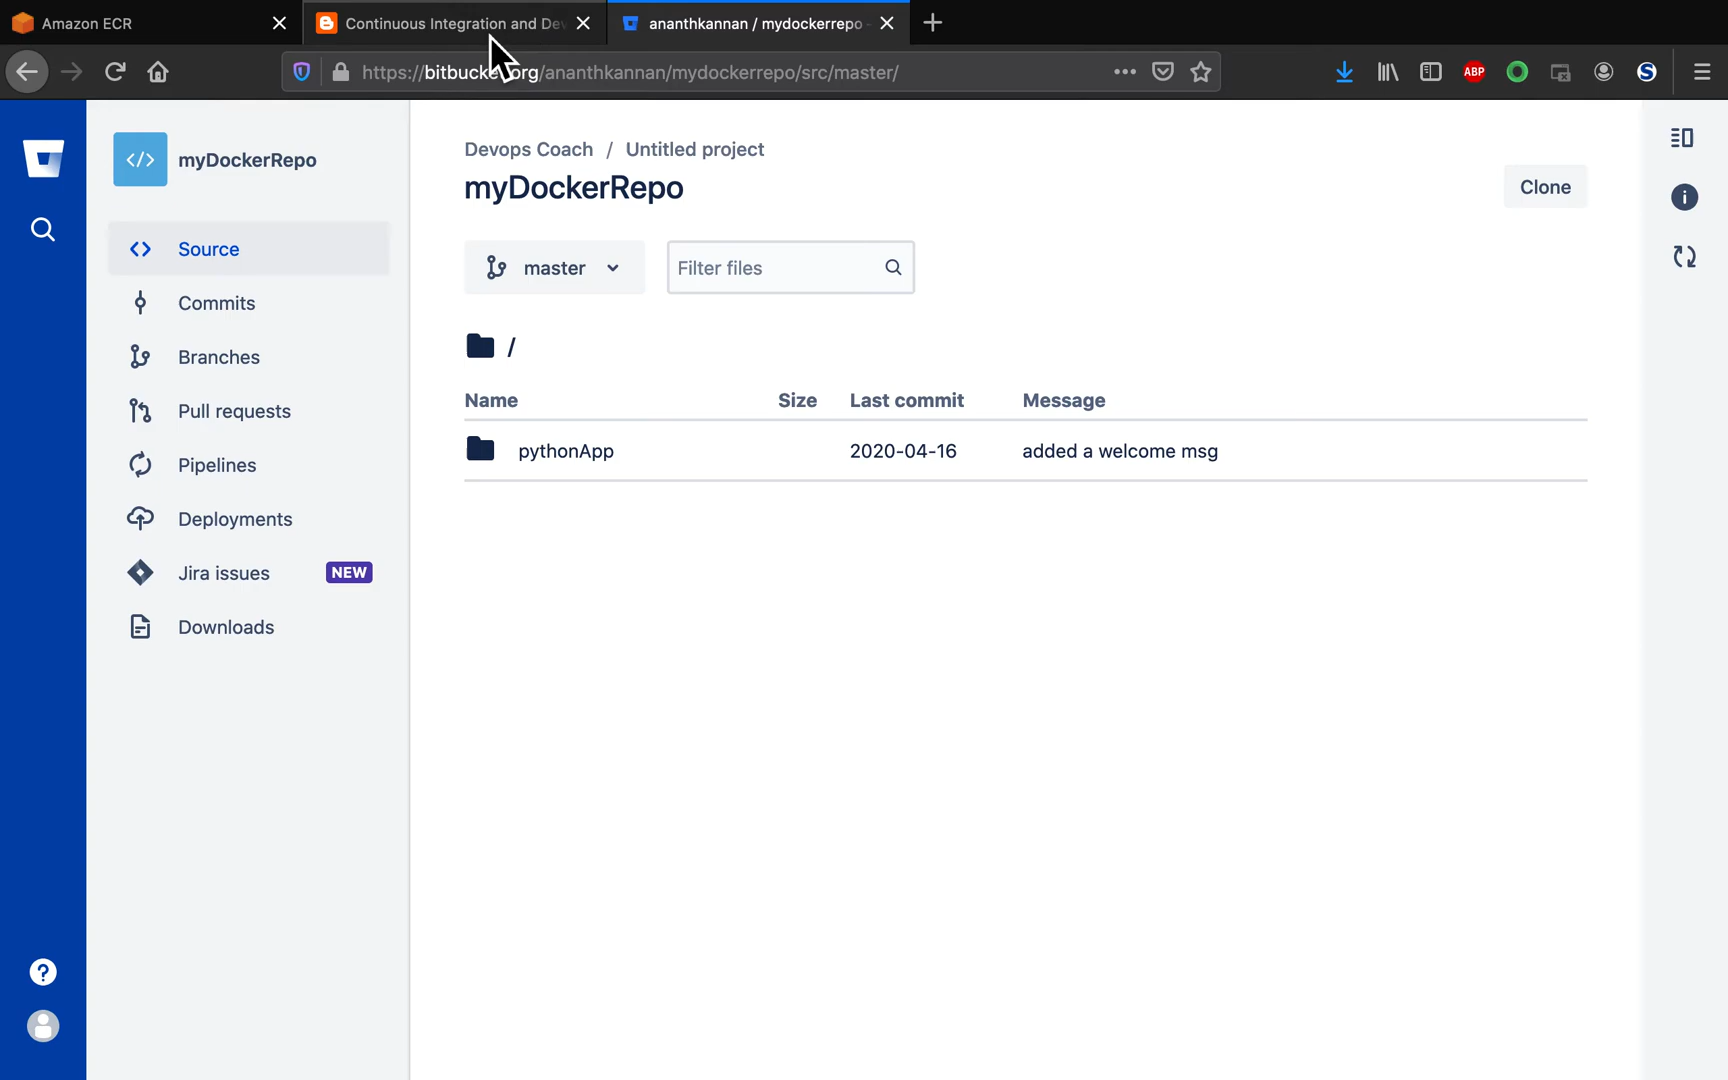 Amazon ECR
Continuous Integration and De
ananthkannan / mydockerrepo -
https://bitbucket.org/ananthkannan/mydockerrepo/src/master/
ABP
S
</> myDockerRepo
Source
Commits
Branches
Pull requests
Pipelines
Deployments
Jira issues NEW
Downloads
Devops Coach / Untitled project
myDockerRepo
Clone
master
Filter files
/
Name Size Last commit Message
pythonApp 2020-04-16 added a welcome msg